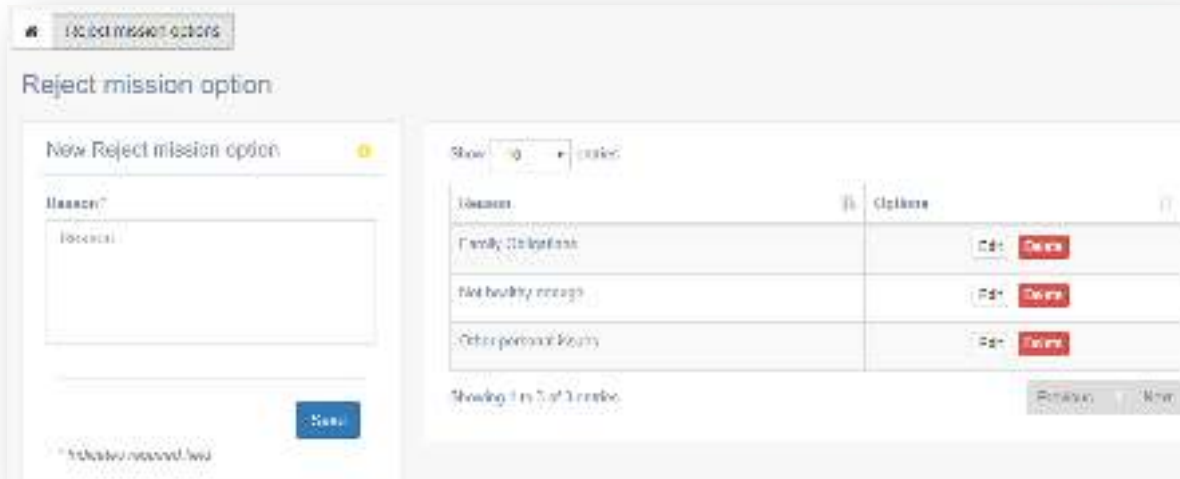 Reject mission options
Reject mission option
New Reject mission option
Reason *
Reason
Save
* Indicates required field
Show 10 entries
Reason Options
Family Obligations Edit Delete
Not healthy enough Edit Delete
Other personal Edit Delete
Showing 1 to 3 of 3 entries
Previous Next